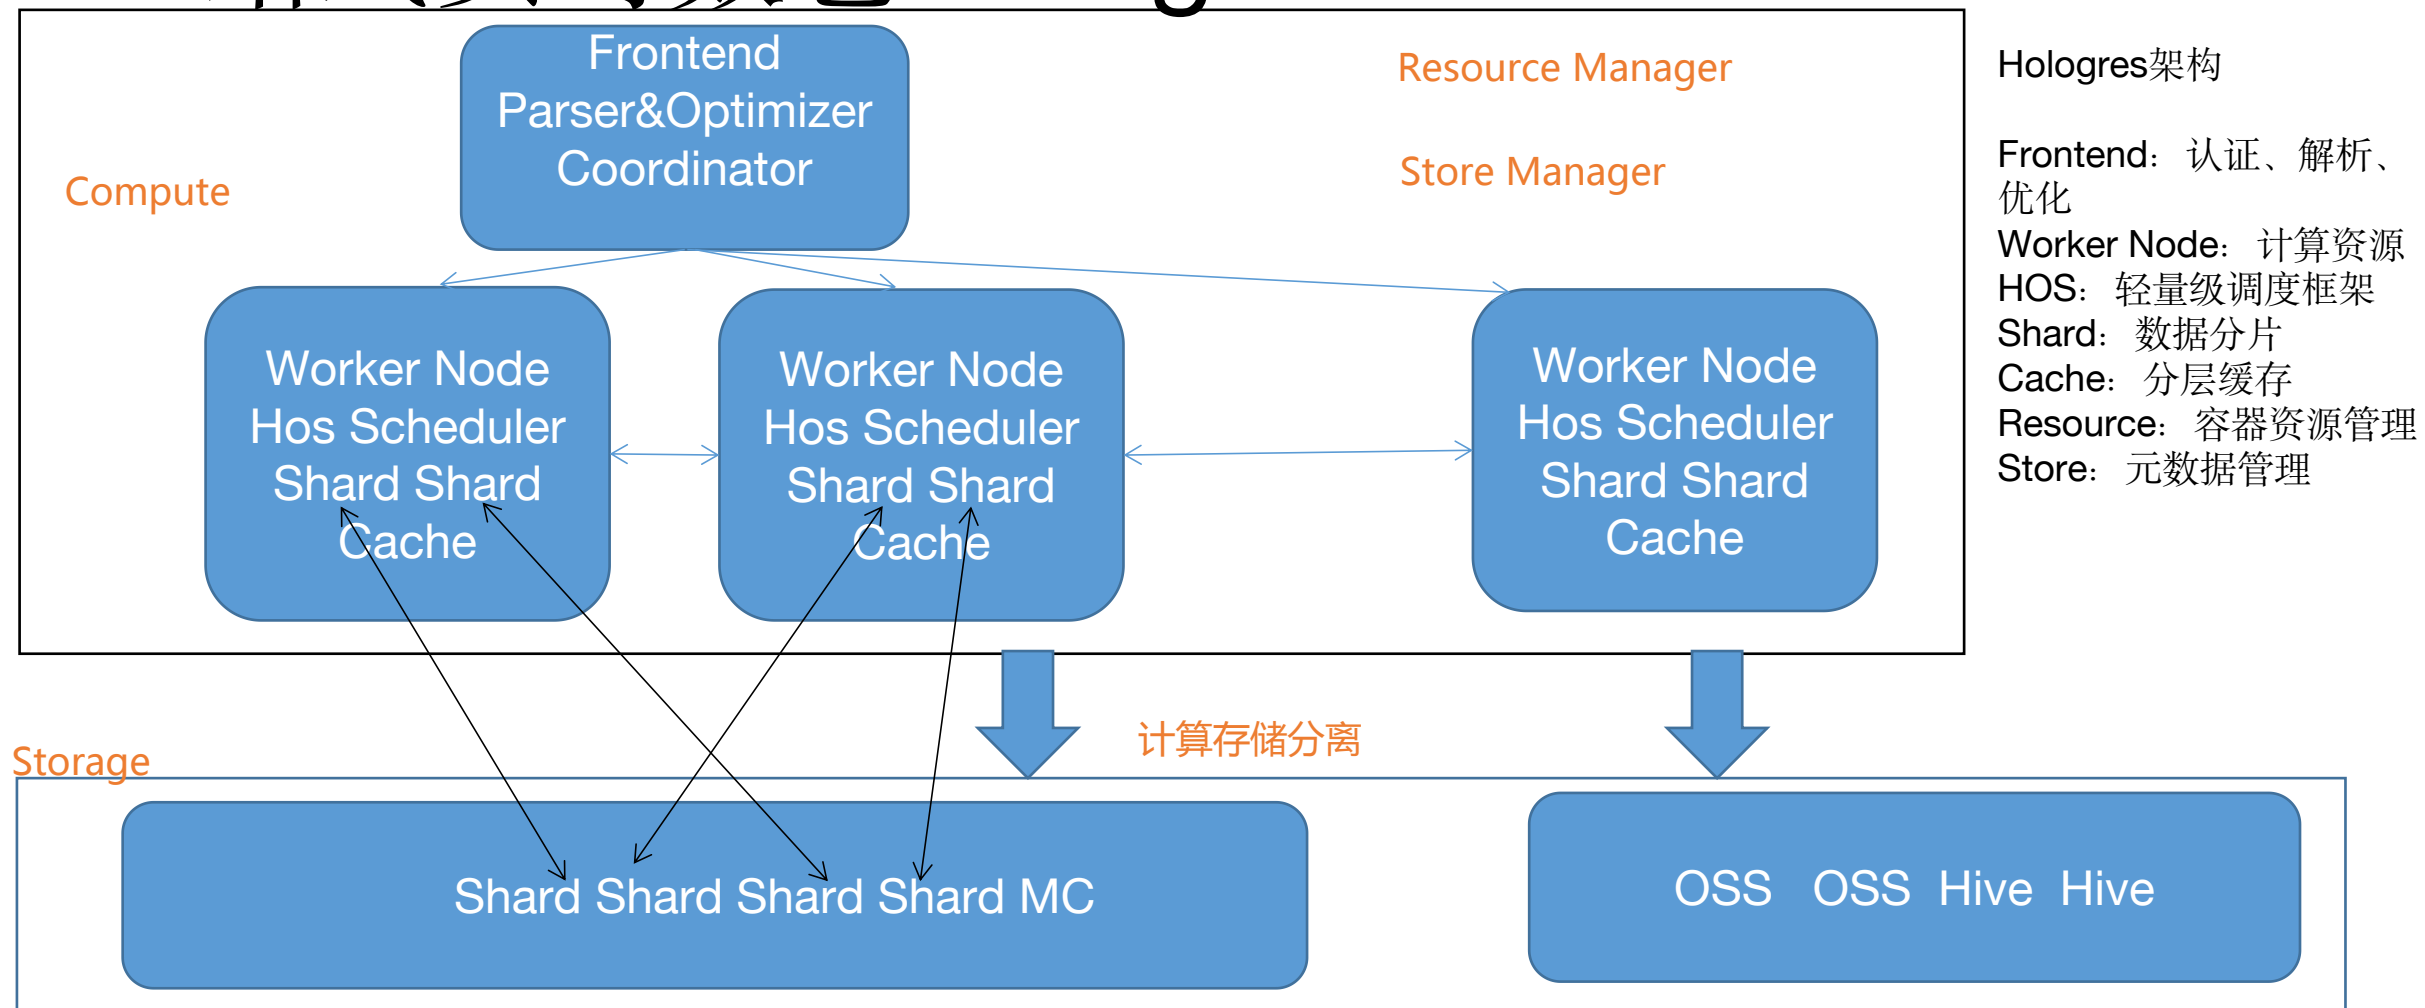 Frontend
Parser&Optimizer
Coordinator
Resource Manager
Store Manager
Compute
Worker Node
Hos Scheduler
Shard Shard
Cache
Worker Node
Hos Scheduler
Shard Shard
Cache
Worker Node
Hos Scheduler
Shard Shard
Cache
Hologres架构
Frontend：认证、解析、
优化
Worker Node：计算资源
HOS：轻量级调度框架
Shard：数据分片
Cache：分层缓存
Resource：容器资源管理
Store：元数据管理
计算存储分离
Storage
Shard Shard Shard Shard MC
OSS OSS Hive Hive